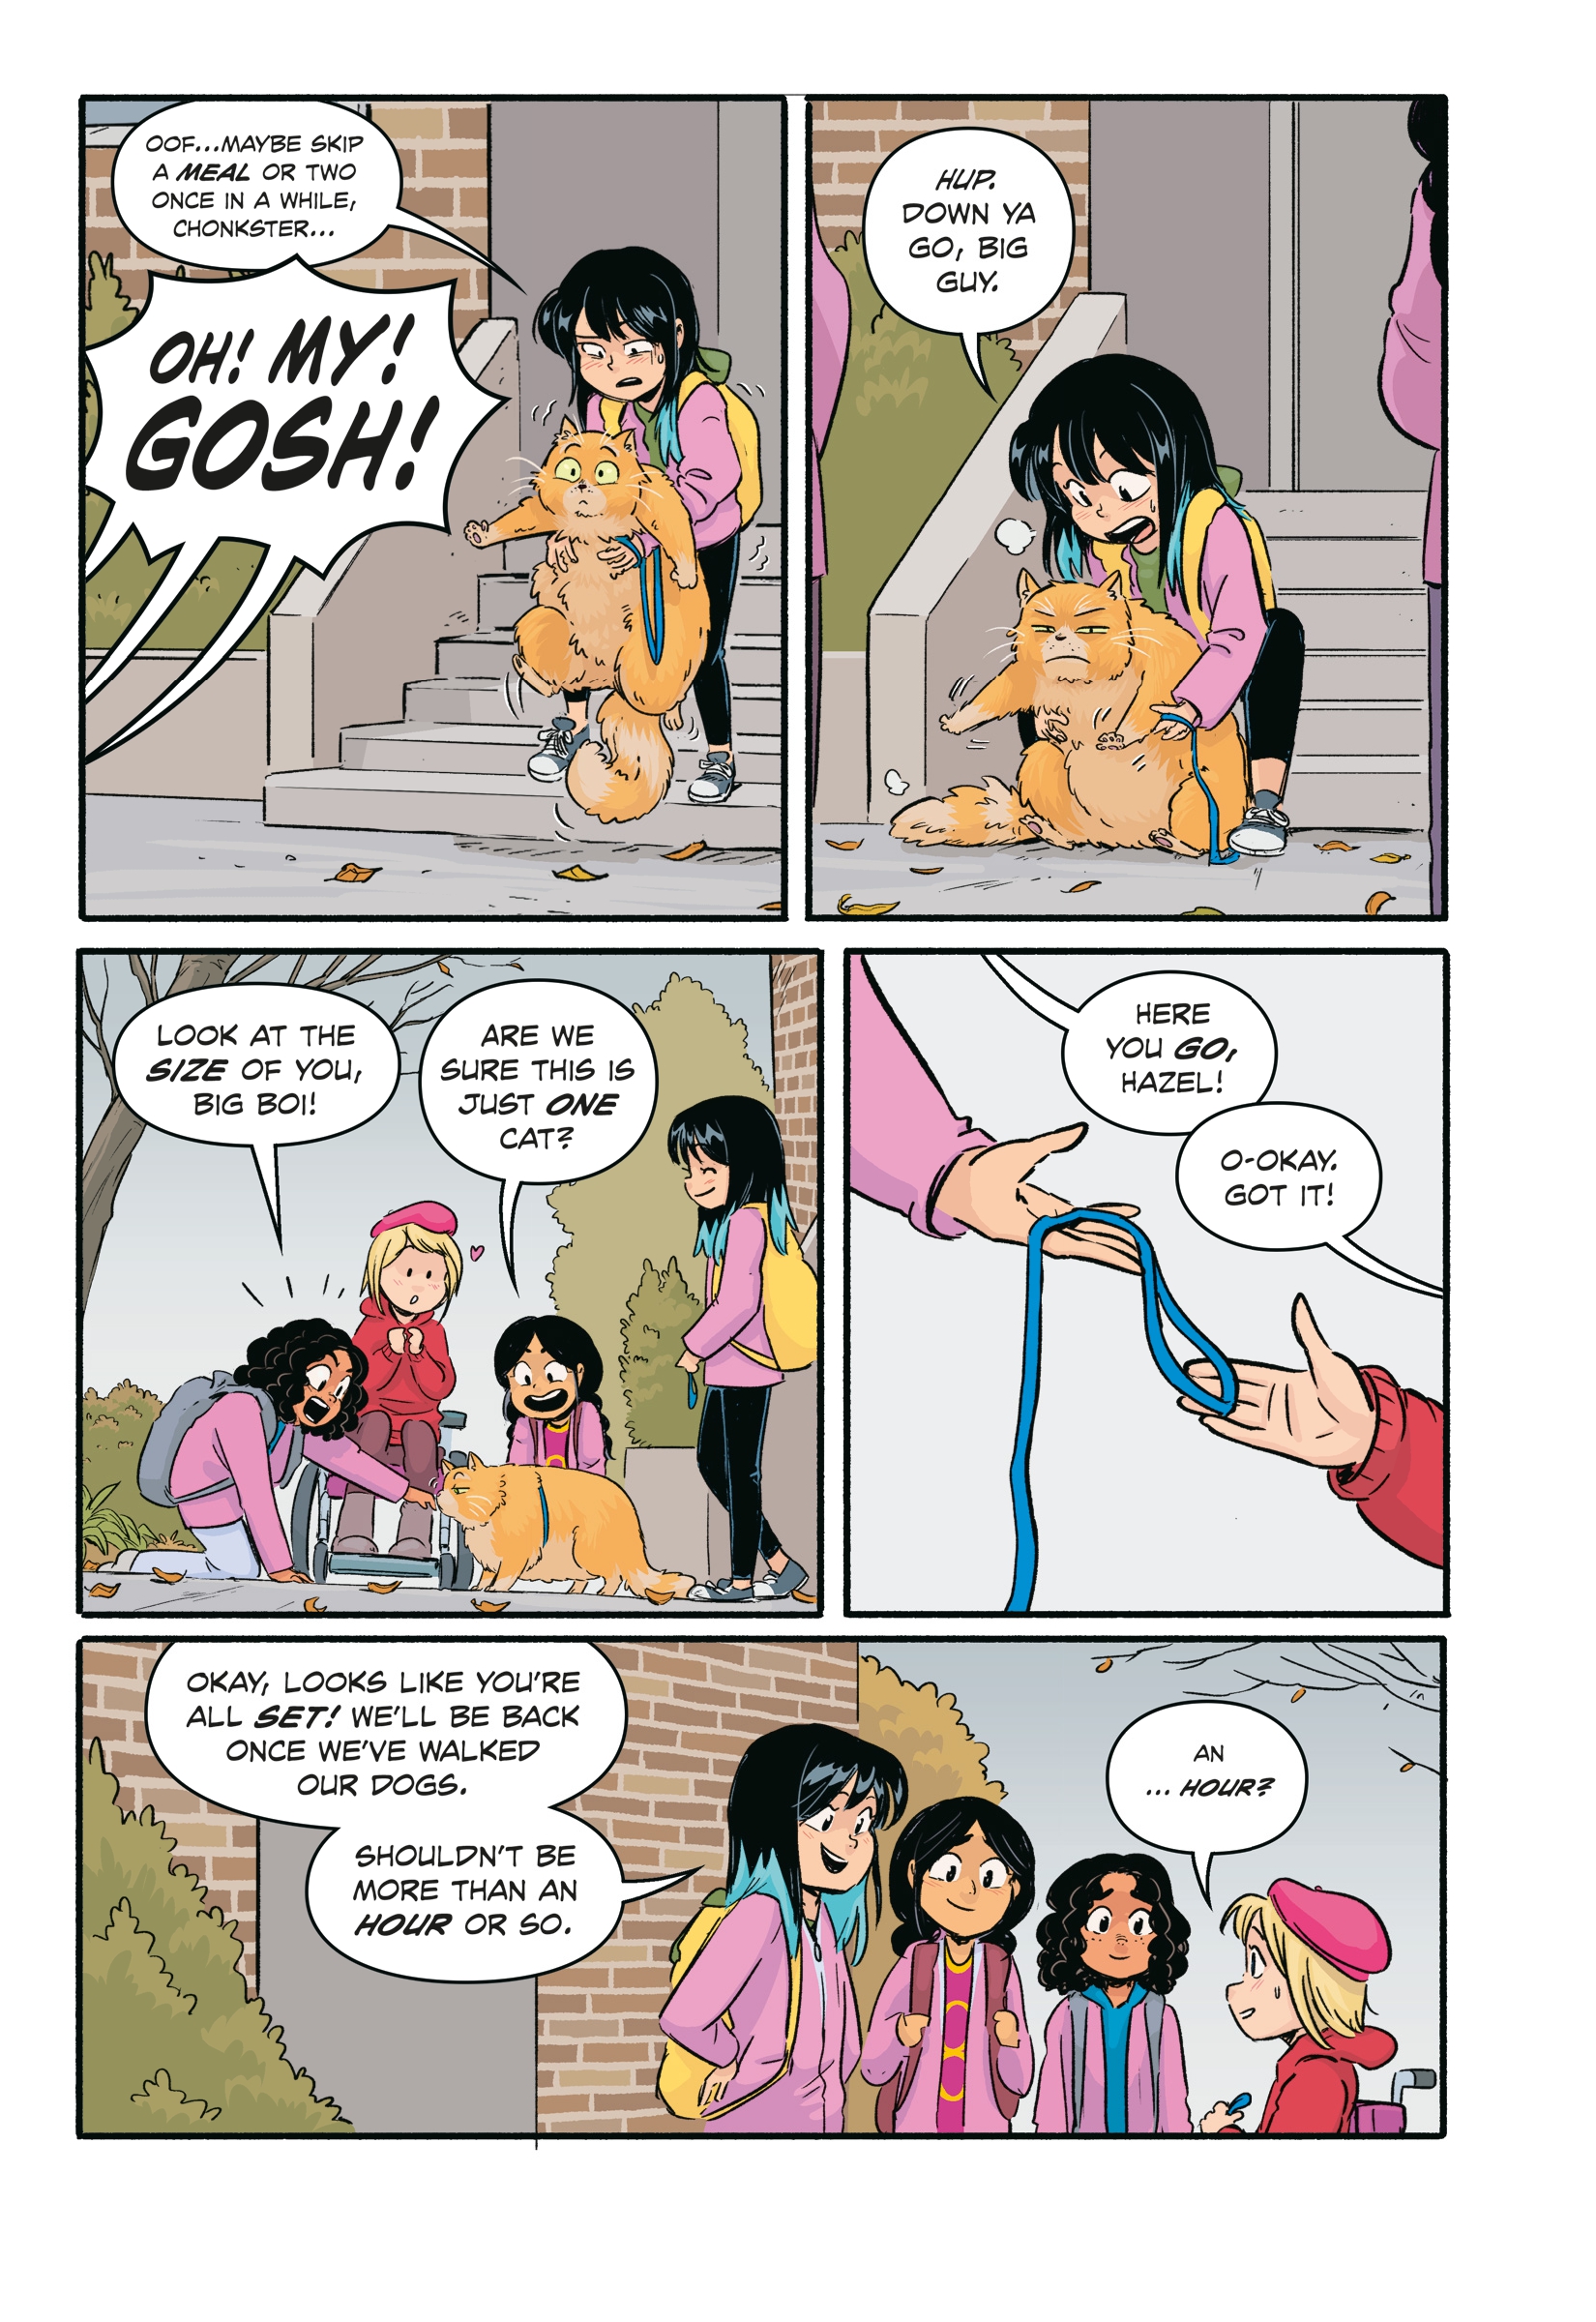 OOF...MAYBE SKIP
A MEAL OR TWO
ONCE IN A WHILE,
CHONKSTER...
OH! MY!
GOSH!
HUP.
DOWN YA
GO, BIG
GUY.
LOOK AT THE
SIZE OF YOU,
BIG BOI!
ARE WE
SURE THIS IS
JUST ONE
CAT?
HERE
YOU GO,
HAZEL!
O-OKAY.
GOT IT!
OKAY, LOOKS LIKE YOU'RE
ALL SET! WE'LL BE BACK
ONCE WE'VE WALKED
OUR DOGS.
SHOULDN'T BE
MORE THAN AN
HOUR OR SO.
AN
... HOUR?